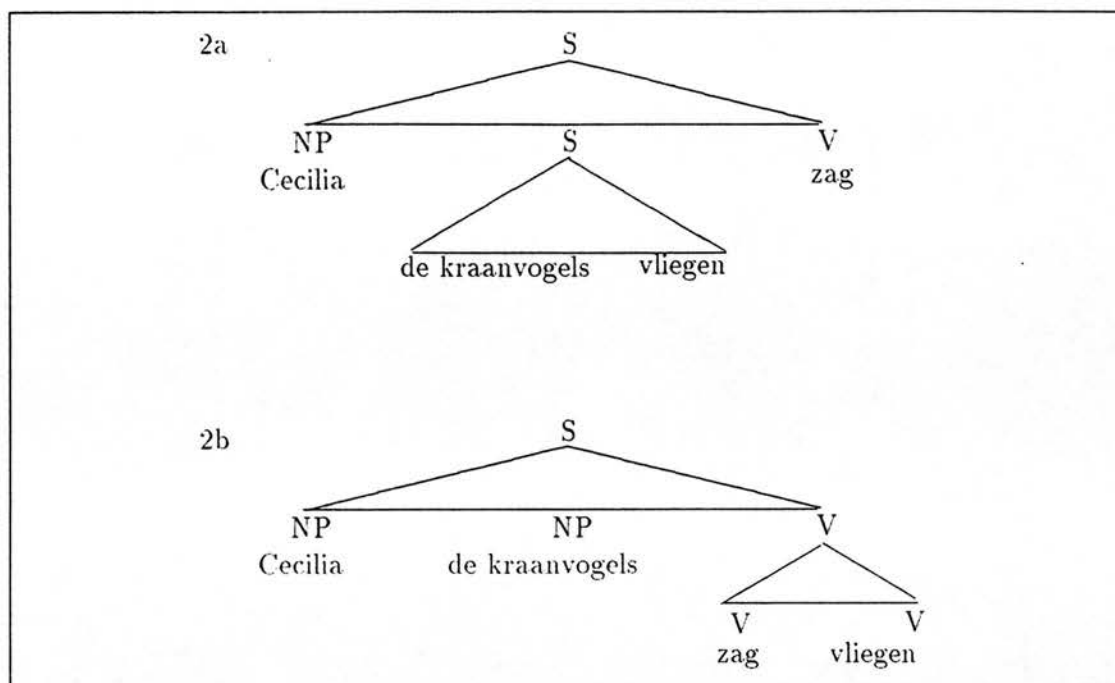 2a
S
NP S V
Cecilia zag
de kraanvogels vliegen
2b
S
NP NP V
Cecilia de kraanvogels
V V
zag vliegen